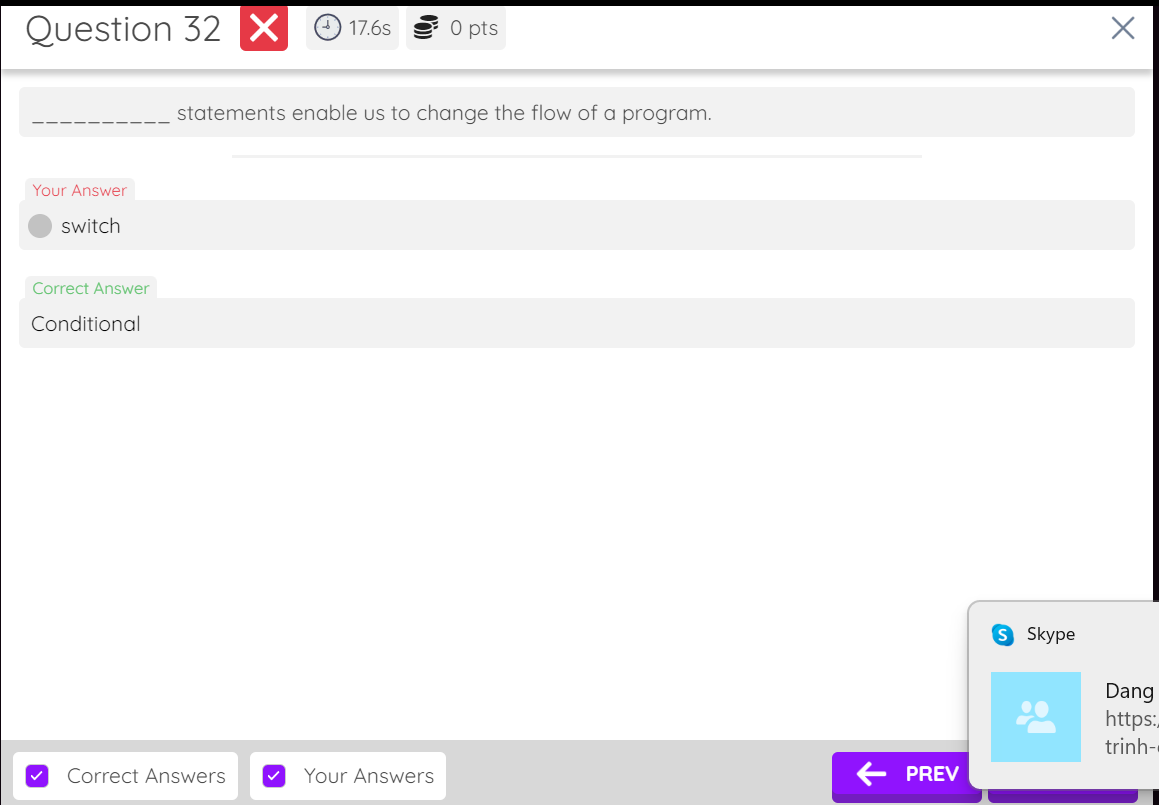 Question 32 17.6s 0 pts
__________ statements enable us to change the flow of a program.
Your Answer
switch
Correct Answer
Conditional
S Skype
Dang
https:/
trinh-
Correct Answers Your Answers PREV